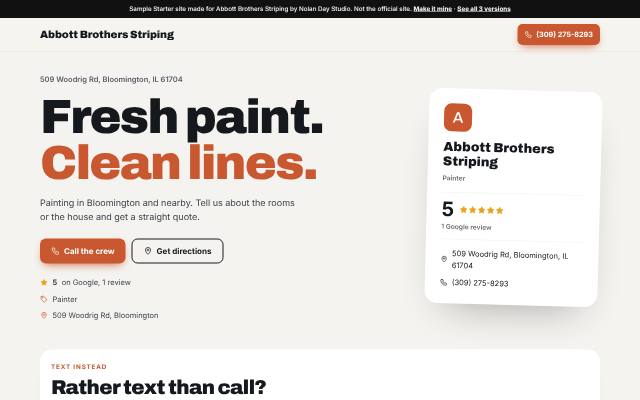 Sample Starter site made for Abbott Brothers Striping by Nolan Day Studio. Not the official site. Make it mine · See all 3 versions
Abbott Brothers Striping
(309) 275-8293
509 Woodrig Rd, Bloomington, IL 61704
Fresh paint.
Clean lines.
Painting in Bloomington and nearby. Tell us about the rooms
or the house and get a straight quote.
Call the crew
Get directions
5 on Google, 1 review
Painter
509 Woodrig Rd, Bloomington
A
Abbott Brothers
Striping
Painter
5
1 Google review
509 Woodrig Rd, Bloomington, IL
61704
(309) 275-8293
TEXT INSTEAD
Rather text than call?